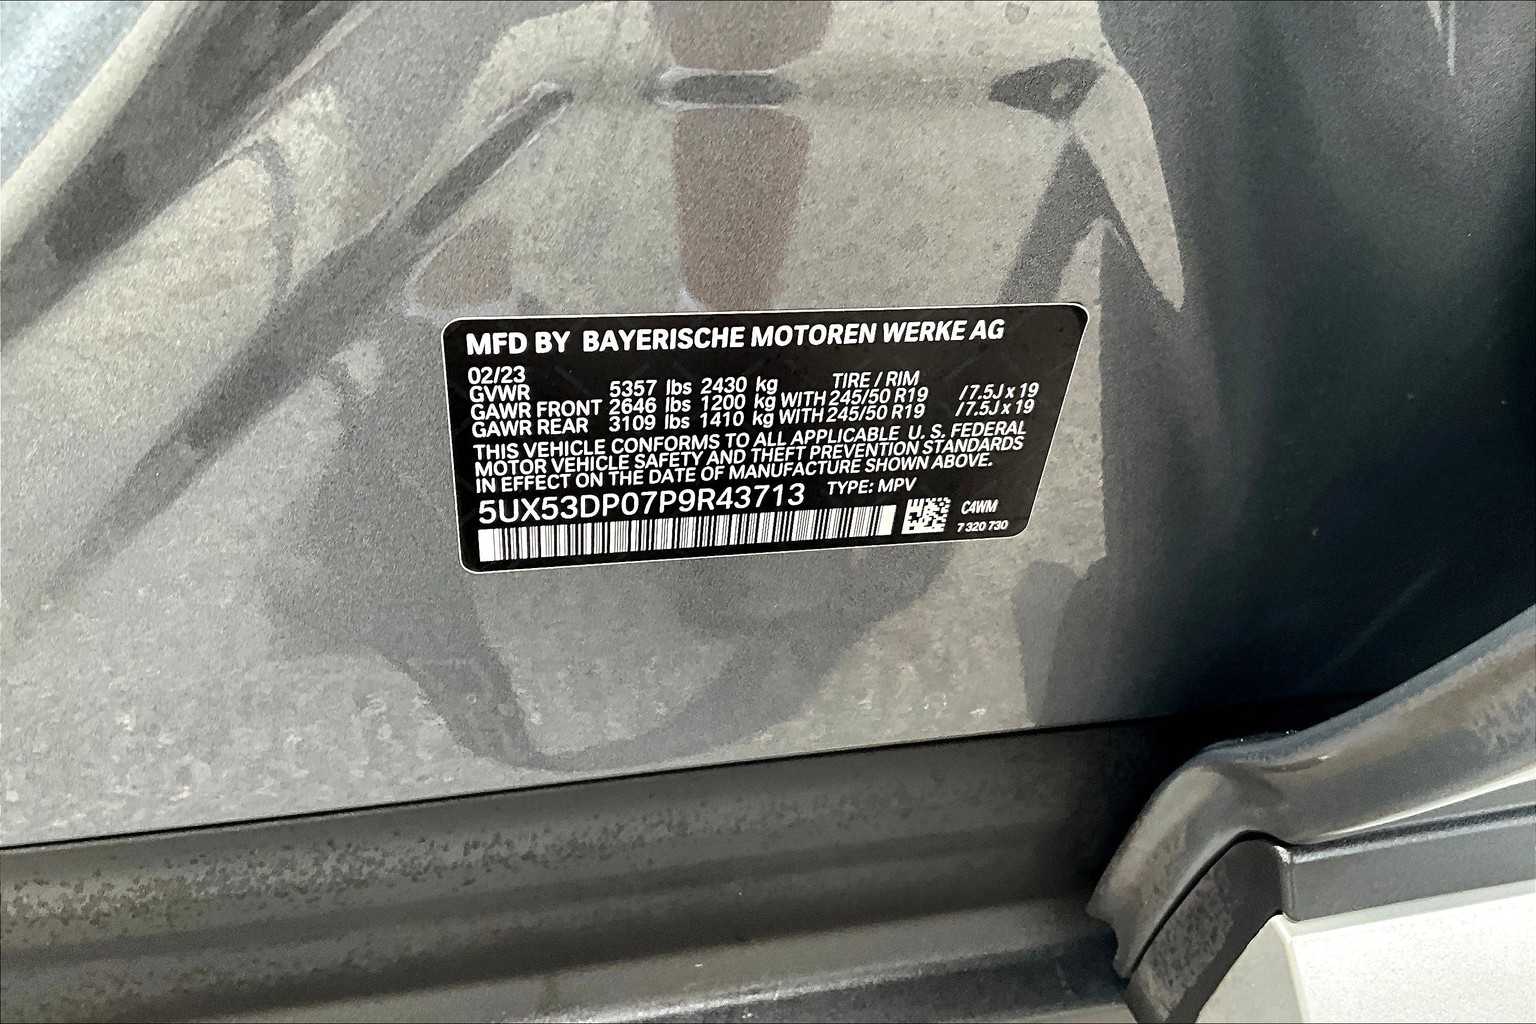 MFD BY BAYERISCHE MOTOREN WERKE AG
02/23 TIRE / RIM
GVWR 5357 lbs 2430 kg
GAWR FRONT 2646 lbs 1200 kg WITH 245/50 R19 /7.5J x 19
GAWR REAR 3109 lbs 1410 kg WITH 245/50 R19 /7.5J x 19
THIS VEHICLE CONFORMS TO ALL APPLICABLE U. S. FEDERAL
MOTOR VEHICLE SAFETY AND THEFT PREVENTION STANDARDS
IN EFFECT ON THE DATE OF MANUFACTURE SHOWN ABOVE.
5UX53DP07P9R43713 TYPE: MPV
C4WM
7 320 730